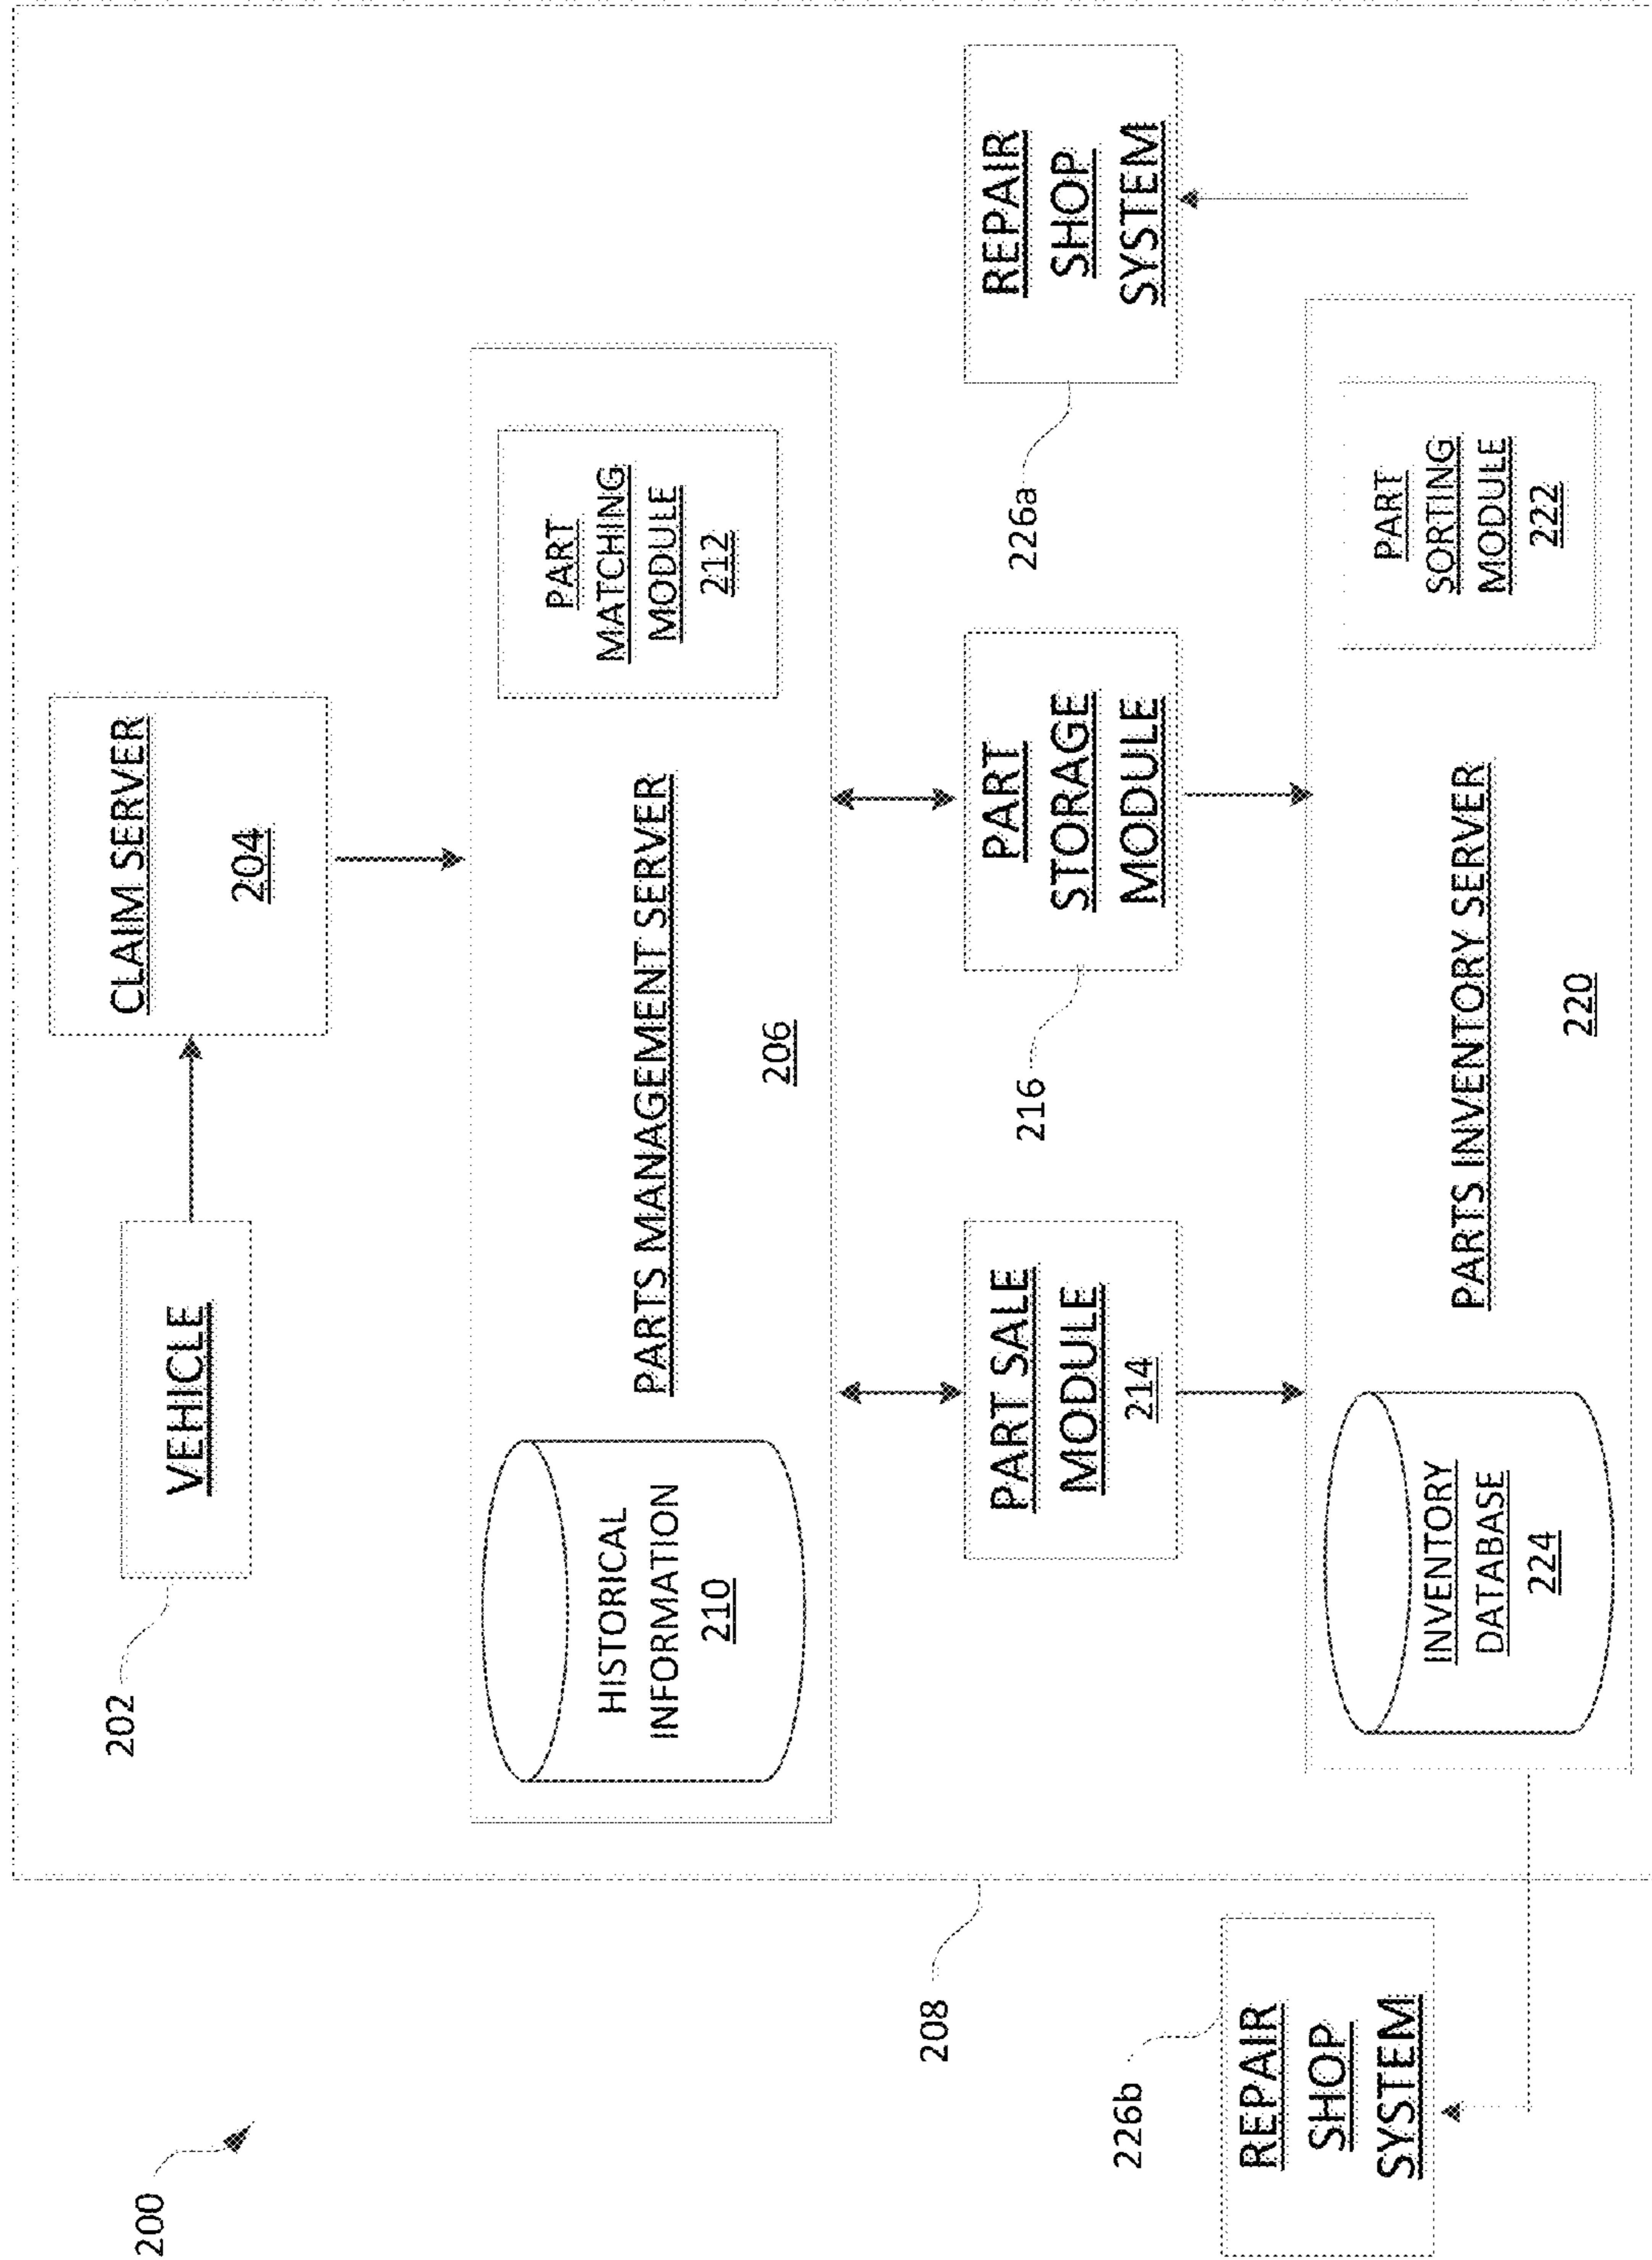 200
202
VEHICLE
CLAIM SERVER
204
HISTORICAL
INFORMATION
210
PARTS MANAGEMENT SERVER
206
PART
MATCHING
MODULE
212
208
PART SALE
MODULE
214
216
PART
STORAGE
MODULE
226a
REPAIR
SHOP
SYSTEM
226b
REPAIR
SHOP
SYSTEM
INVENTORY
DATABASE
224
PARTS INVENTORY SERVER
220
PART
SORTING
MODULE
222